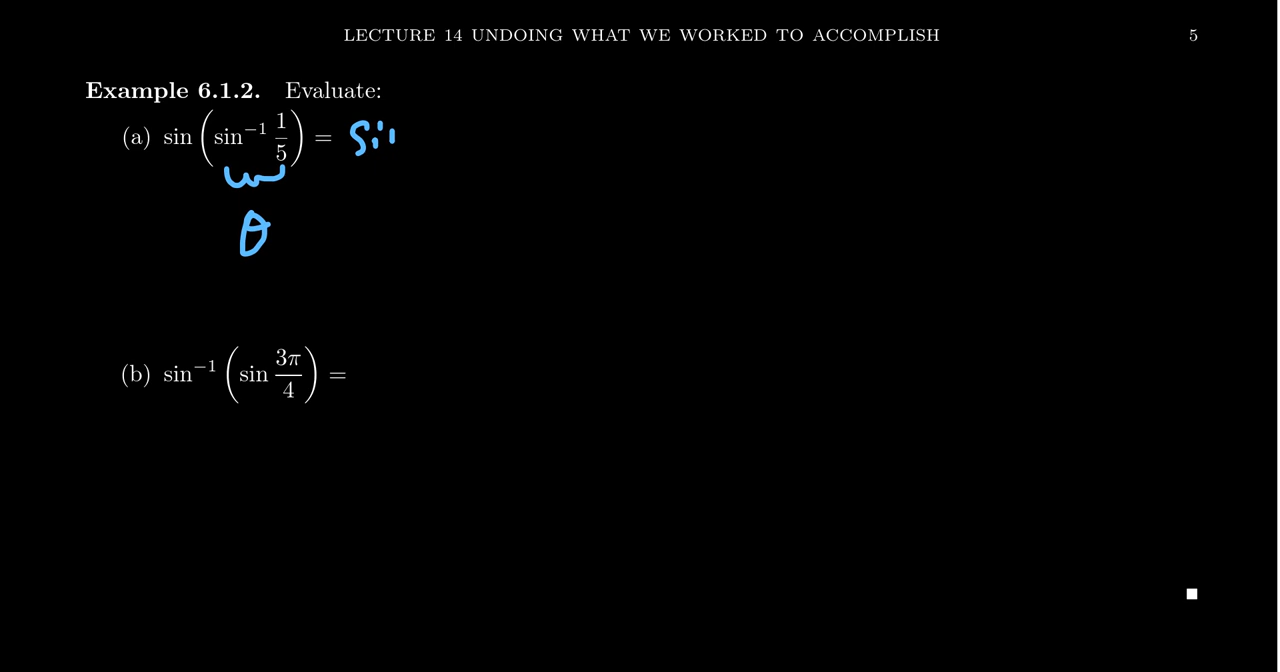 LECTURE 14 UNDOING WHAT WE WORKED TO ACCOMPLISH 5
Example 6.1.2. Evaluate:
(a) sin(sin⁻¹ 1/5) =
θ
(b) sin⁻¹(sin 3π/4) =